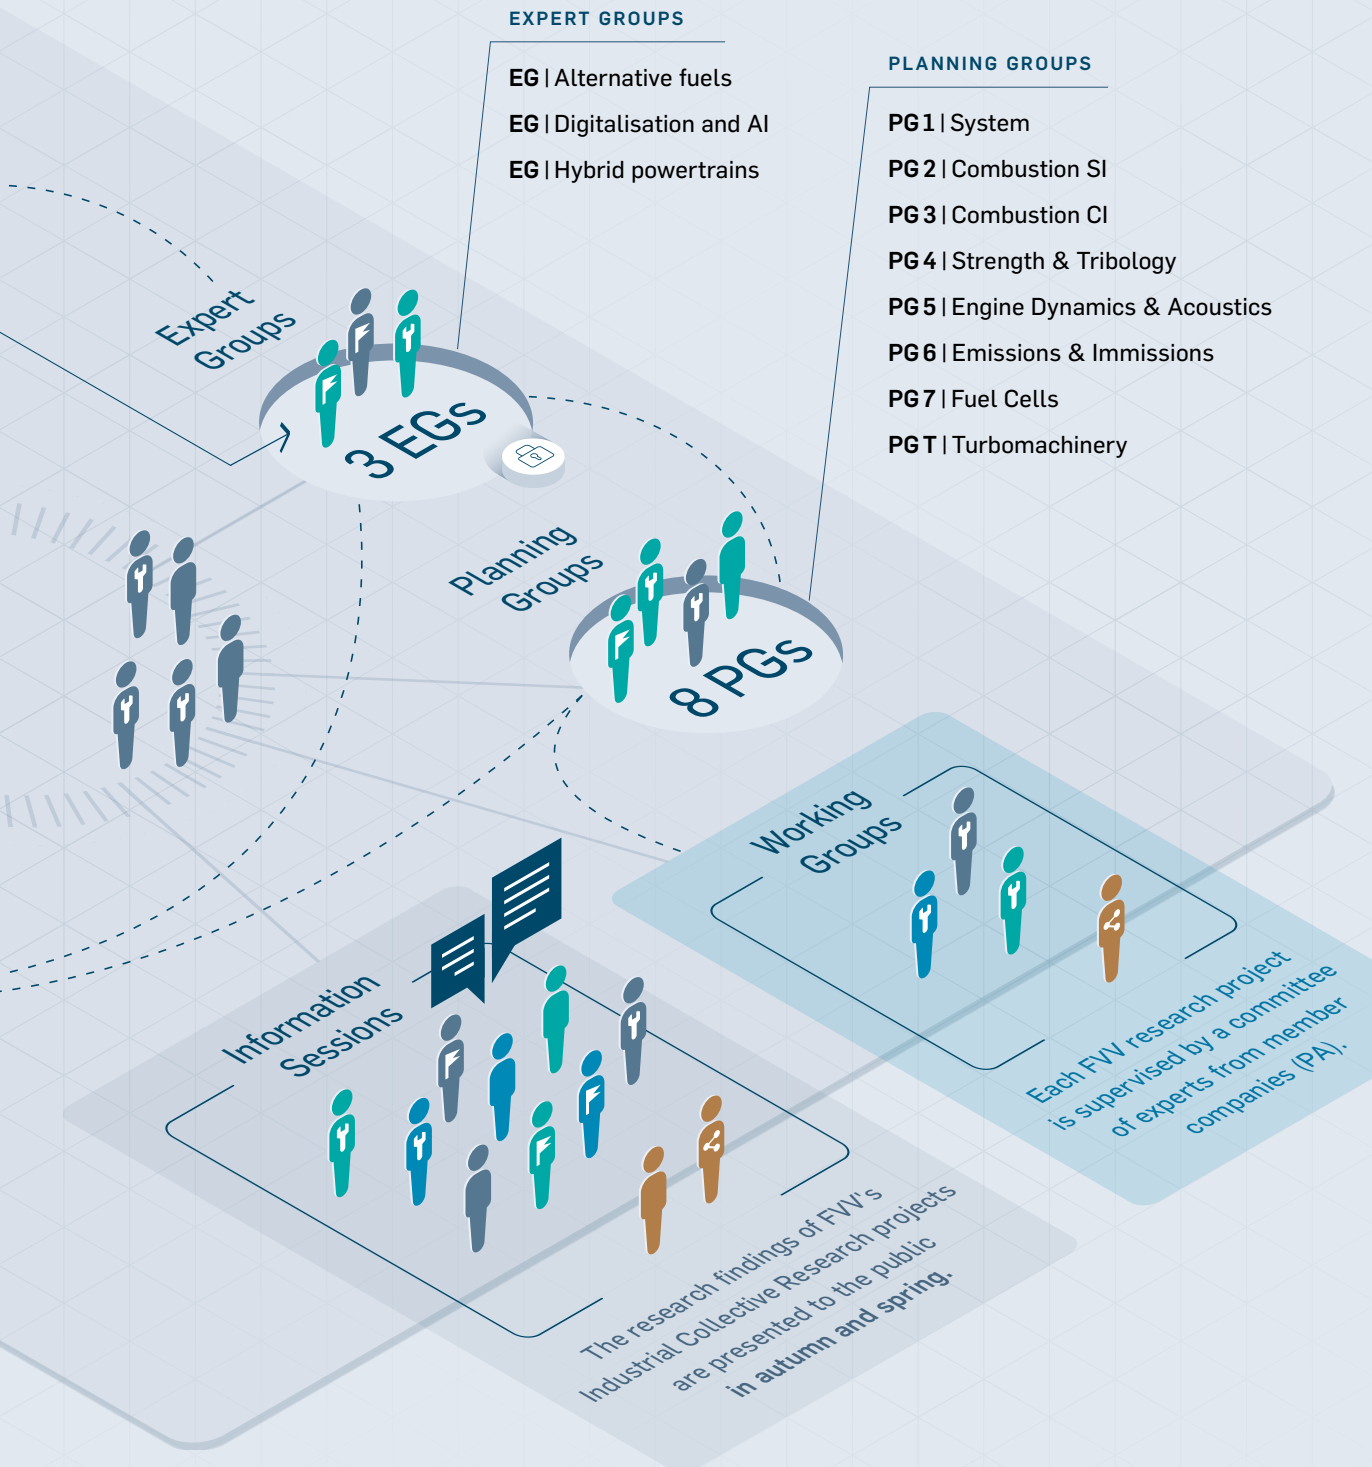 EXPERT GROUPS
EG | Alternative fuels
EG | Digitalisation and AI
EG | Hybrid powertrains
PLANNING GROUPS
PG 1 | System
PG 2 | Combustion SI
PG 3 | Combustion CI
PG 4 | Strength & Tribology
PG 5 | Engine Dynamics & Acoustics
PG 6 | Emissions & Immissions
PG 7 | Fuel Cells
PG T | Turbomachinery
Expert
Groups
3 EGs
Planning
Groups
8 PGs
Working
Groups
Each FVV research project
is supervised by a committee
of experts from member
companies (PA).
Information
Sessions
The research findings of FVV's
Industrial Collective Research projects
are presented to the public
in autumn and spring.